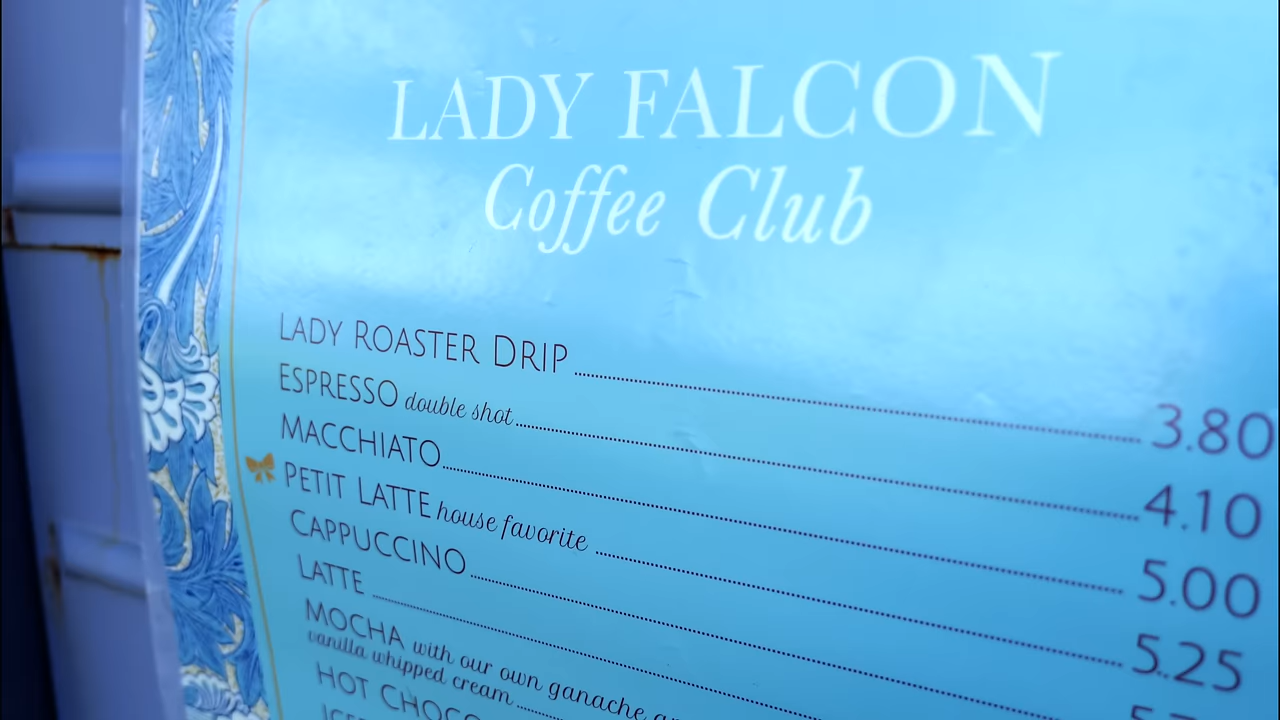 LADY FALCON
Coffee Club
LADY ROASTER DRIP 3.80
ESPRESSO double shot 4.10
MACCHIATO 5.00
PETIT LATTE house favorite 5.25
CAPPUCCINO
LATTE
MOCHA with our own ganache
vanilla whipped cream
HOT